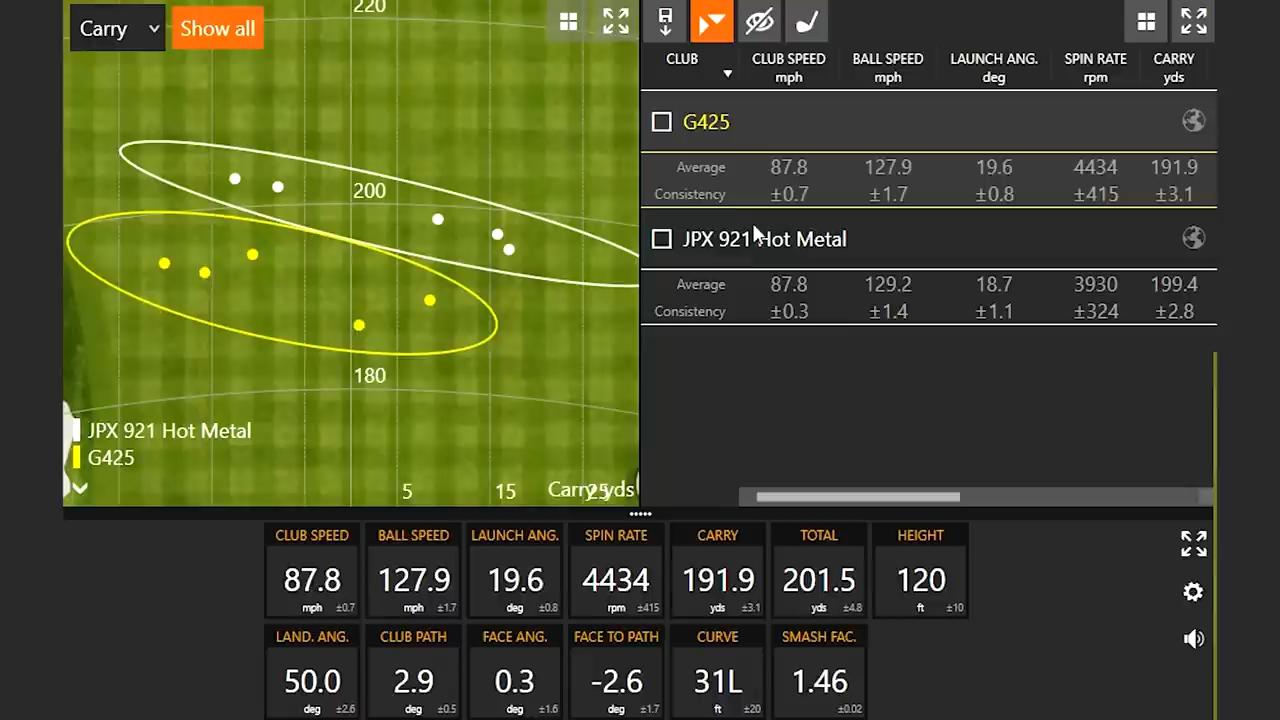 Carry
Show all
220
200
180
JPX 921 Hot Metal
G425
5 15 25
Carry yds
CLUB CLUB SPEED BALL SPEED LAUNCH ANG. SPIN RATE CARRY
mph mph deg rpm yds
G425
Average 87.8 127.9 19.6 4434 191.9
Consistency ±0.7 ±1.7 ±0.8 ±415 ±3.1
JPX 921 Hot Metal
Average 87.8 129.2 18.7 3930 199.4
Consistency ±0.3 ±1.4 ±1.1 ±324 ±2.8
CLUB SPEED BALL SPEED LAUNCH ANG. SPIN RATE CARRY TOTAL HEIGHT
87.8 127.9 19.6 4434 191.9 201.5 120
mph ±0.7 mph ±1.7 deg ±0.8 rpm ±415 yds ±3.1 yds ±4.8 ft ±10
LAND. ANG. CLUB PATH FACE ANG. FACE TO PATH CURVE SMASH FAC.
50.0 2.9 0.3 -2.6 31L 1.46
deg ±2.6 deg ±0.5 deg ±1.6 deg ±1.7 ft ±20 ±0.02